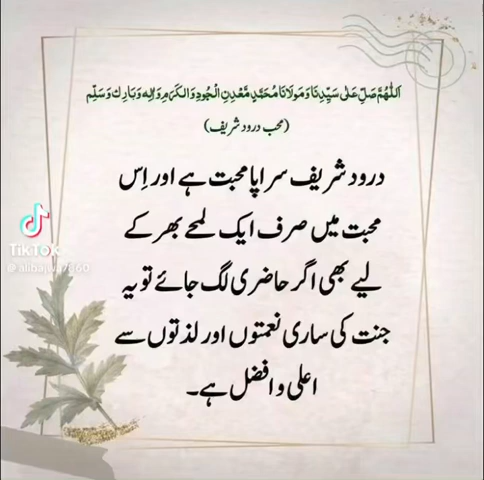 اَللّٰهُمَّ صَلِّ عَلٰى سَيِّدِنَا وَمَوْلَانَا مُحَمَّدٍ مَّعْدِنِ الْجُوْدِ وَالْكَرَمِ وَاٰلِهٖ وَبَارِكْ وَسَلِّمْ
(محب درود شریف)
درود شریف سراپا محبت ہے اور اِس
محبت میں صرف ایک لمحے بھر کے
لیے بھی اگر حاضری لگ جائے تو یہ
جنت کی ساری نعمتوں اور لذتوں سے
اعلی و افضل ہے۔
TikTok
@alibajwa7860